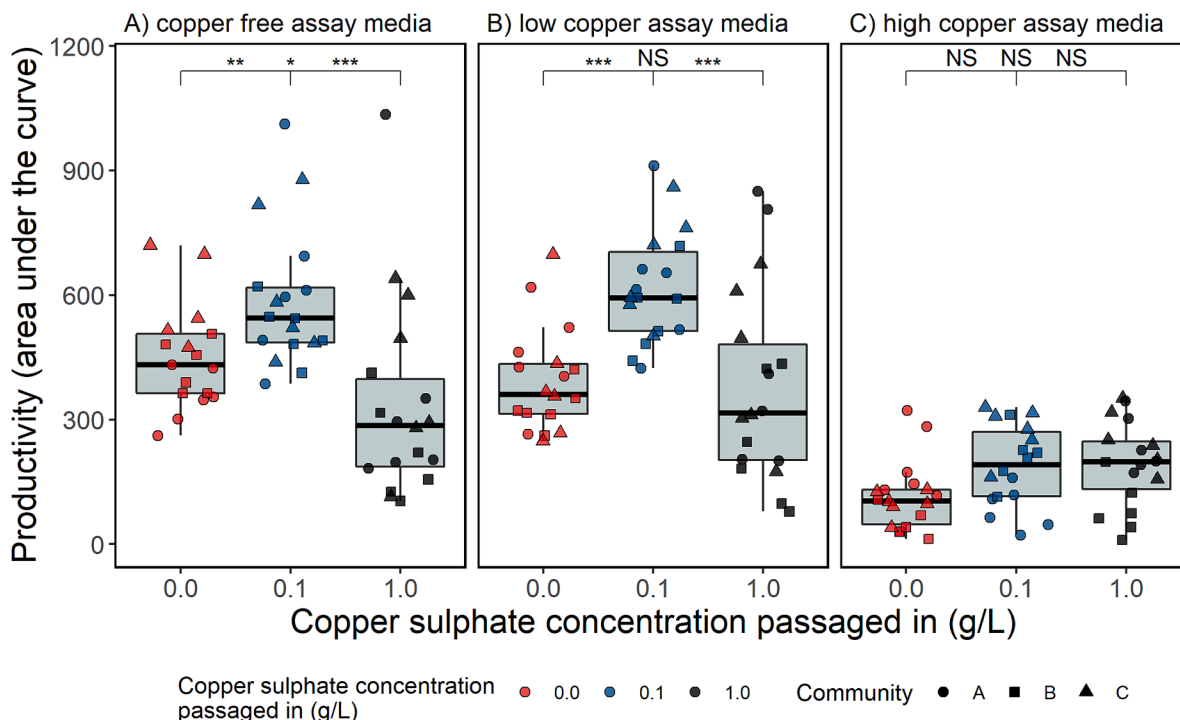 A) copper free assay media
B) low copper assay media
C) high copper assay media
Productivity (area under the curve)
1200
900
600
300
0
** * ***
*** NS ***
NS NS NS
0.0 0.1 1.0
0.0 0.1 1.0
0.0 0.1 1.0
Copper sulphate concentration passaged in (g/L)
Copper sulphate concentration
passaged in (g/L)
0.0 0.1 1.0
Community A B C